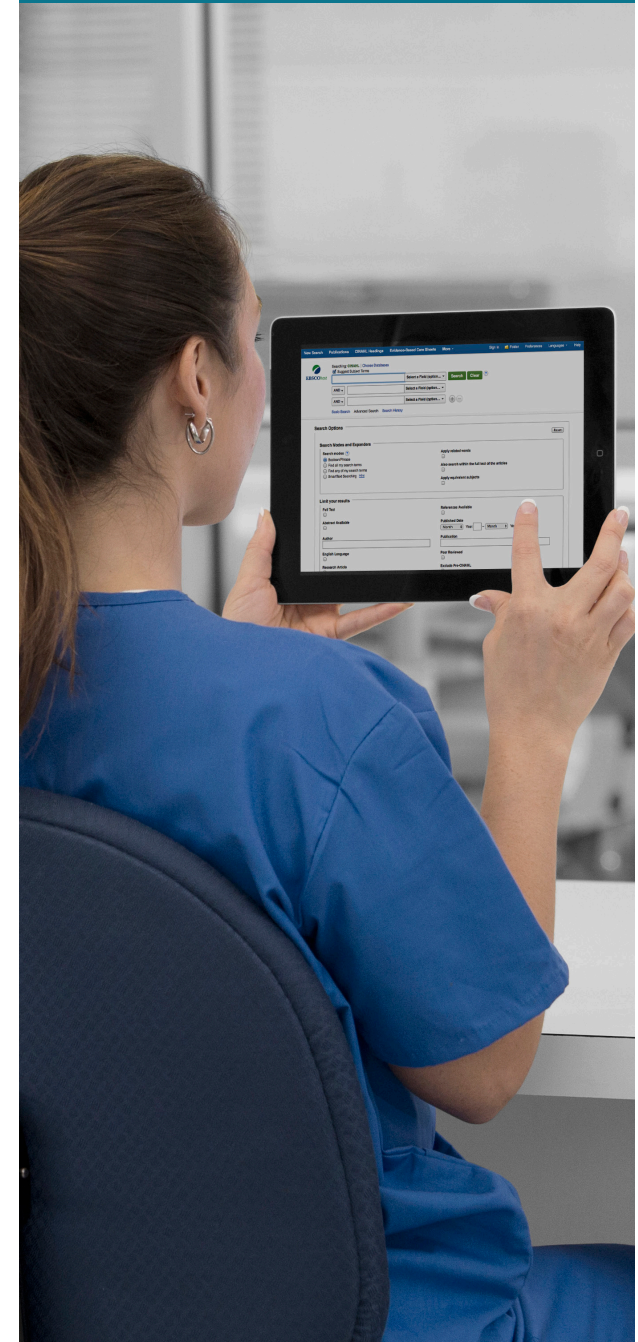 New Search Publications CINAHL Headings Evidence-Based Care Sheets More Sign In Folder Preferences Languages Help
Searching: CINAHL Choose Databases
Suggest Subject Terms
EBSCOhost
Select a Field (option... Search Clear
AND Select a Field (option...
AND Select a Field (option...
Basic Search Advanced Search Search History
Search Options
Reset
Search Modes and Expanders
Search modes
Boolean/Phrase
Find all my search terms
Find any of my search terms
SmartText Searching
Apply related words
Also search within the full text of the articles
Apply equivalent subjects
Limit your results
Full Text
References Available
Abstract Available
Published Date
Month Year Month
Author
Publication
English Language
Peer Reviewed
Research Article
Exclude Pre-CINAHL